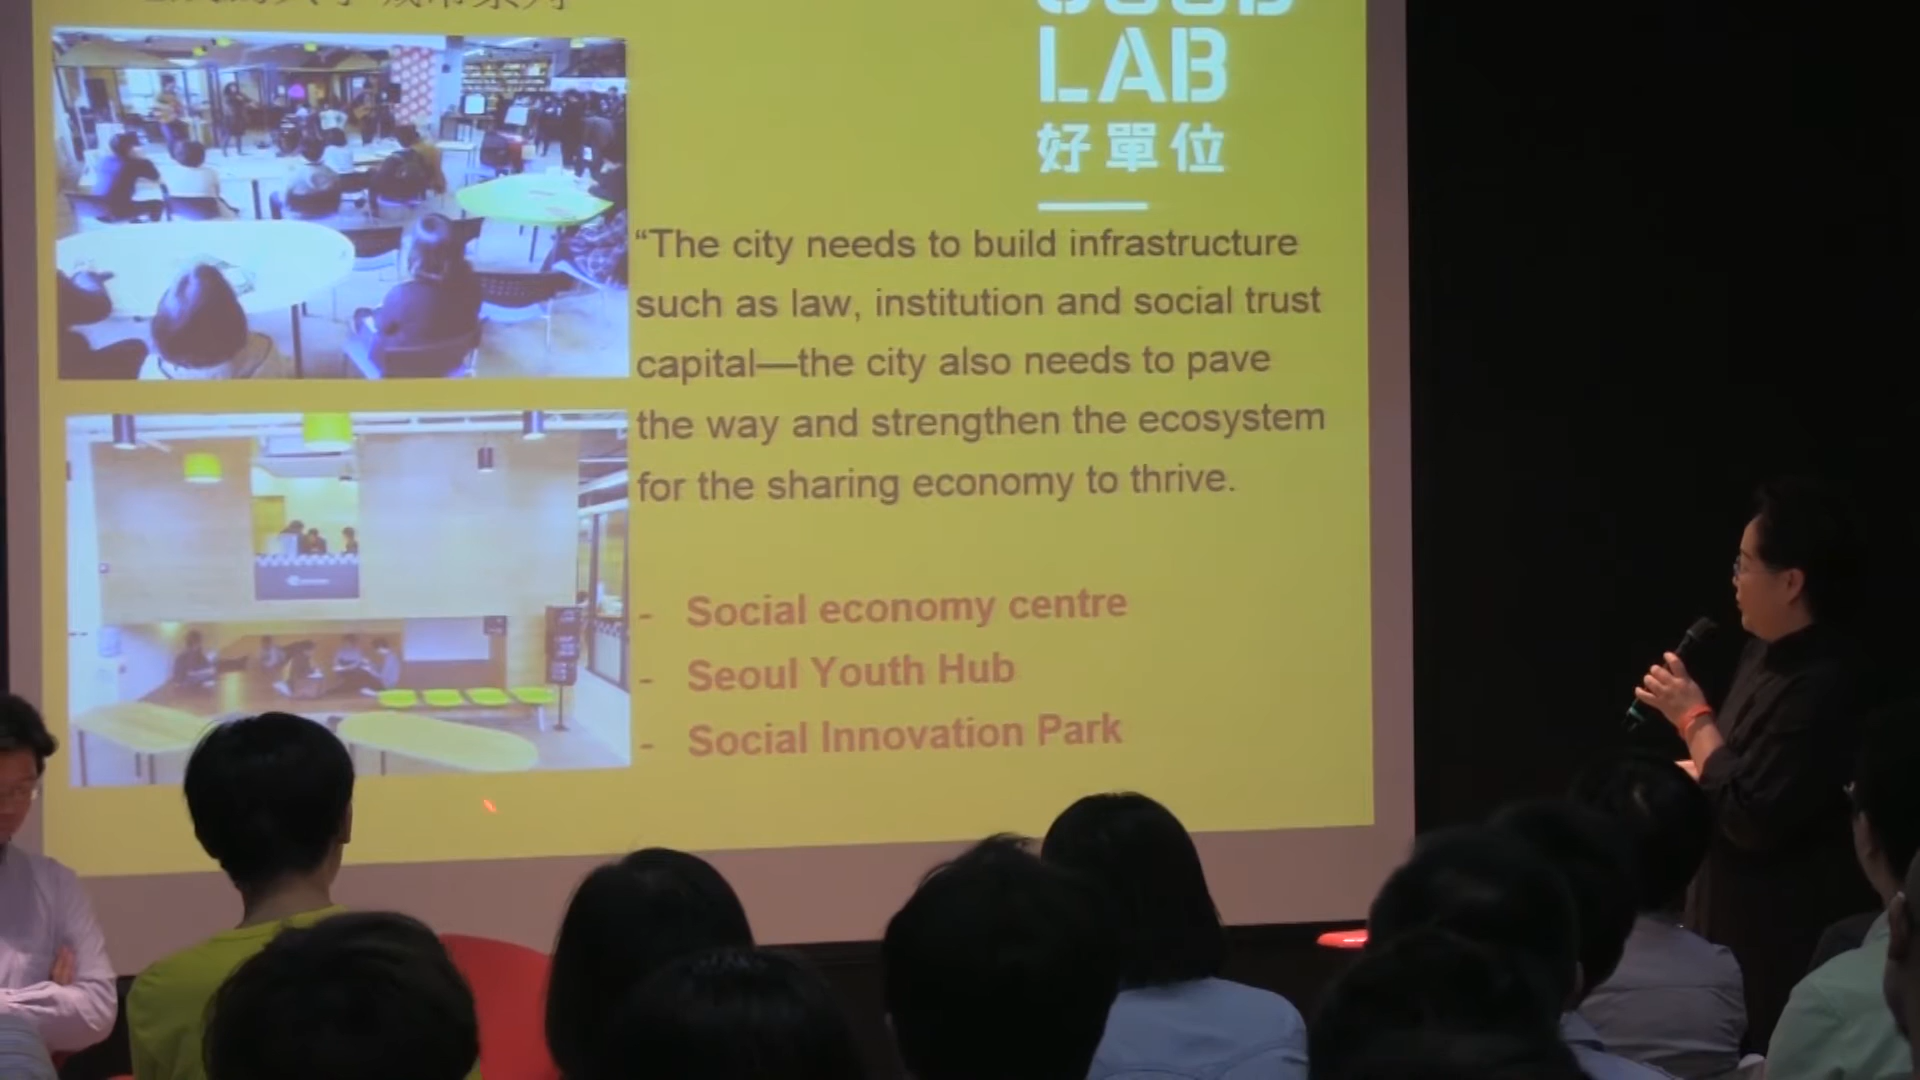 LAB
好單位
“The city needs to build infrastructure
such as law, institution and social trust
capital—the city also needs to pave
the way and strengthen the ecosystem
for the sharing economy to thrive.
- Social economy centre
- Seoul Youth Hub
- Social Innovation Park